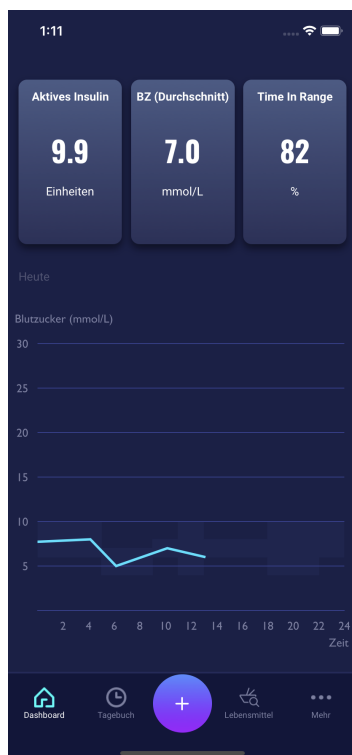 1:11
Aktives Insulin
9.9
Einheiten
BZ (Durchschnitt)
7.0
mmol/L
Time In Range
82
%
Heute
Blutzucker (mmol/L)
30
25
20
15
10
5
2 4 6 8 10 12 14 16 18 20 22 24
Zeit
Dashboard
Tagebuch
+
Lebensmittel
Mehr